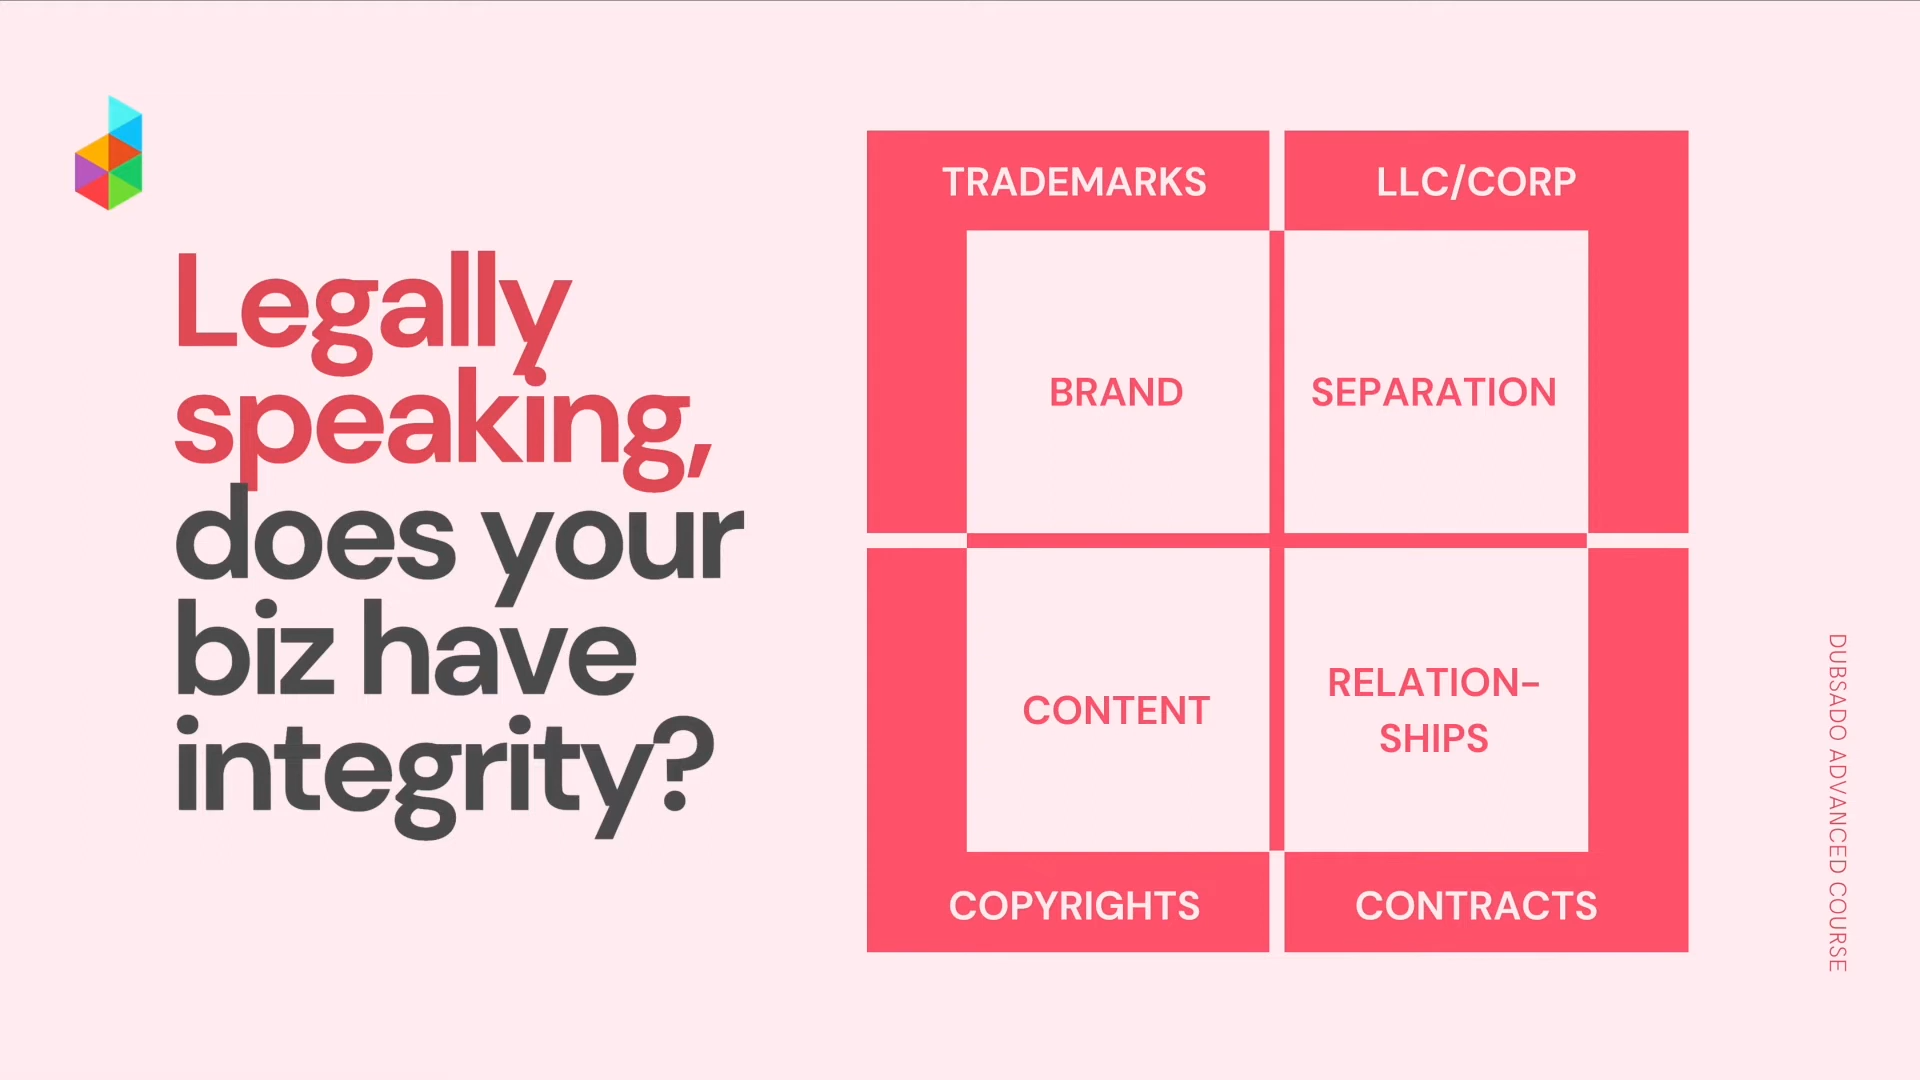 Legally
speaking,
does your
biz have
integrity?
TRADEMARKS
LLC/CORP
BRAND
SEPARATION
CONTENT
RELATION-
SHIPS
COPYRIGHTS
CONTRACTS
DUBSADO ADVANCED COURSE